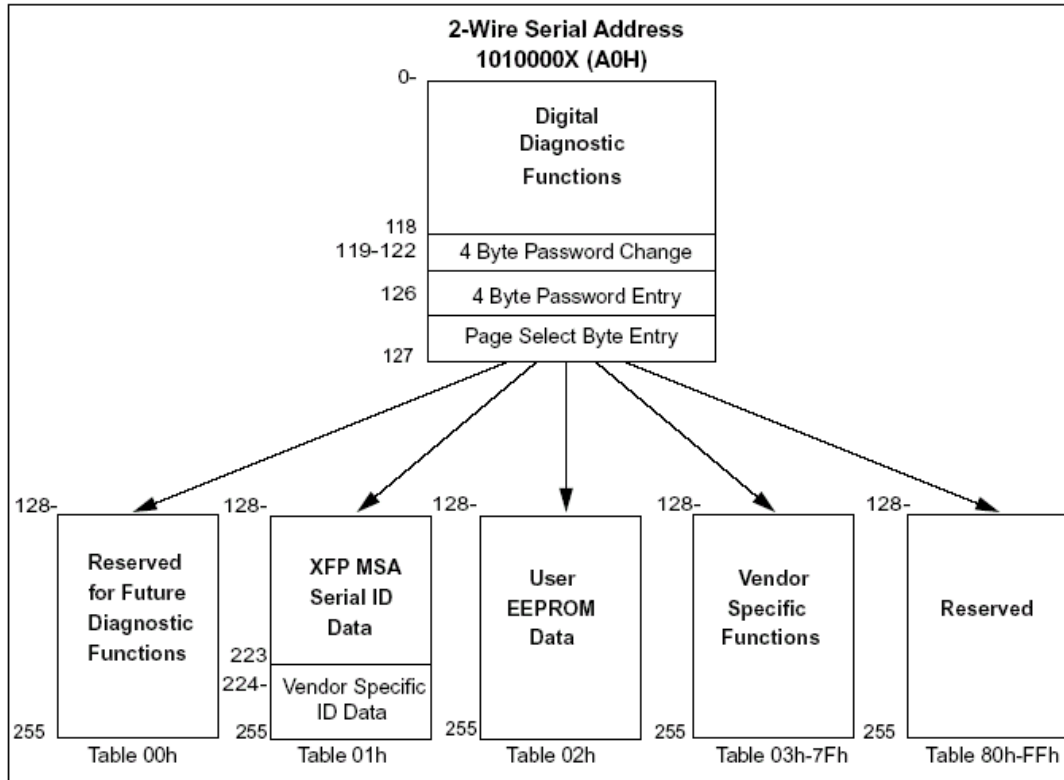 2-Wire Serial Address
1010000X (A0H)
0-
Digital
Diagnostic
Functions
118
119-122
4 Byte Password Change
126
4 Byte Password Entry
Page Select Byte Entry
127
128-
Reserved
for Future
Diagnostic
Functions
255
Table 00h
128-
XFP MSA
Serial ID
Data
223
224-
Vendor Specific
ID Data
255
Table 01h
128-
User
EEPROM
Data
255
Table 02h
128-
Vendor
Specific
Functions
255
Table 03h-7Fh
128-
Reserved
255
Table 80h-FFh